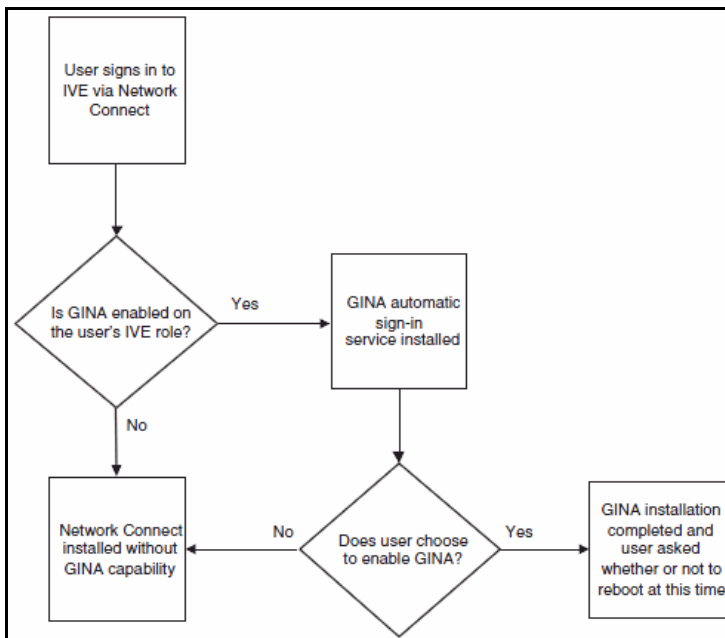 User signs in to
IVE via Network
Connect
Is GINA enabled on
the user's IVE role?
Yes
GINA automatic
sign-in
service installed
No
Network Connect
installed without
GINA capability
No
Does user choose
to enable GINA?
Yes
GINA installation
completed and
user asked
whether or not to
reboot at this time